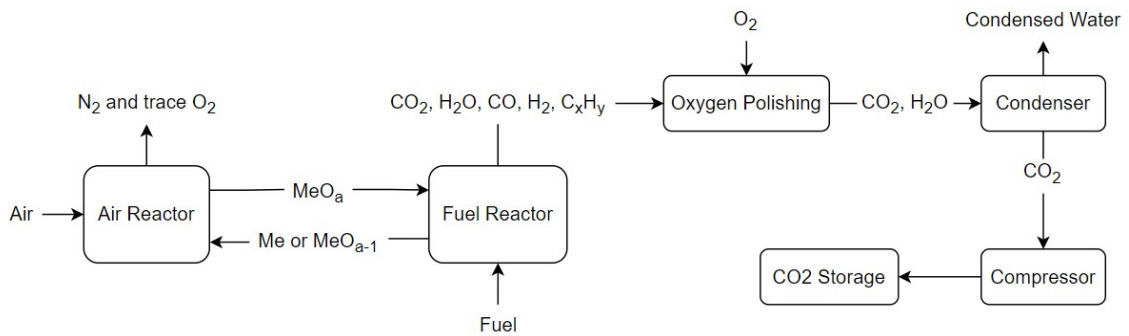 O₂
Condensed Water
N₂ and trace O₂
CO₂, H₂O, CO, H₂, CₓHᵧ
Oxygen Polishing
CO₂, H₂O
Condenser
CO₂
MeOₐ
Air
Air Reactor
Fuel Reactor
Me or MeOₐ₋₁
CO2 Storage
Compressor
Fuel